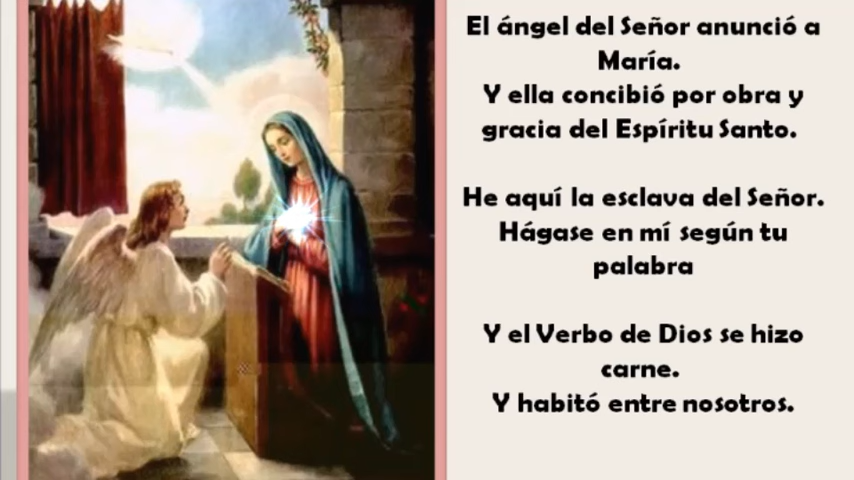 El ángel del Señor anunció a
María.
Y ella concibió por obra y
gracia del Espíritu Santo.
He aquí la esclava del Señor.
Hágase en mí según tu
palabra
Y el Verbo de Dios se hizo
carne.
Y habitó entre nosotros.